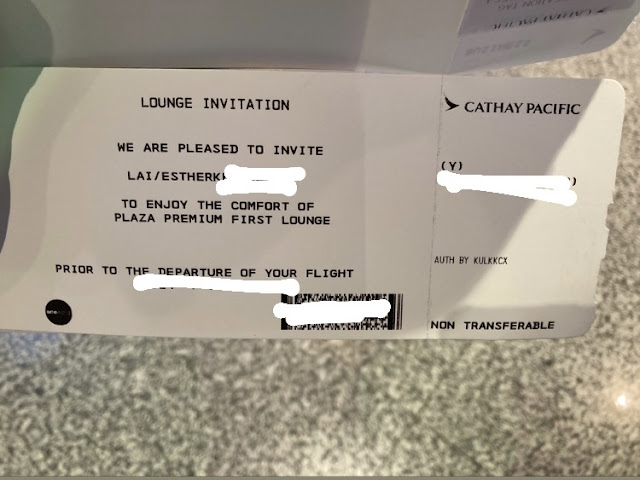 LOUNGE INVITATION
WE ARE PLEASED TO INVITE
LAI/ESTHERK
TO ENJOY THE COMFORT OF
PLAZA PREMIUM FIRST LOUNGE
PRIOR TO THE DEPARTURE OF YOUR FLIGHT
CATHAY PACIFIC
(Y)
AUTH BY KULKKCX
NON TRANSFERABLE